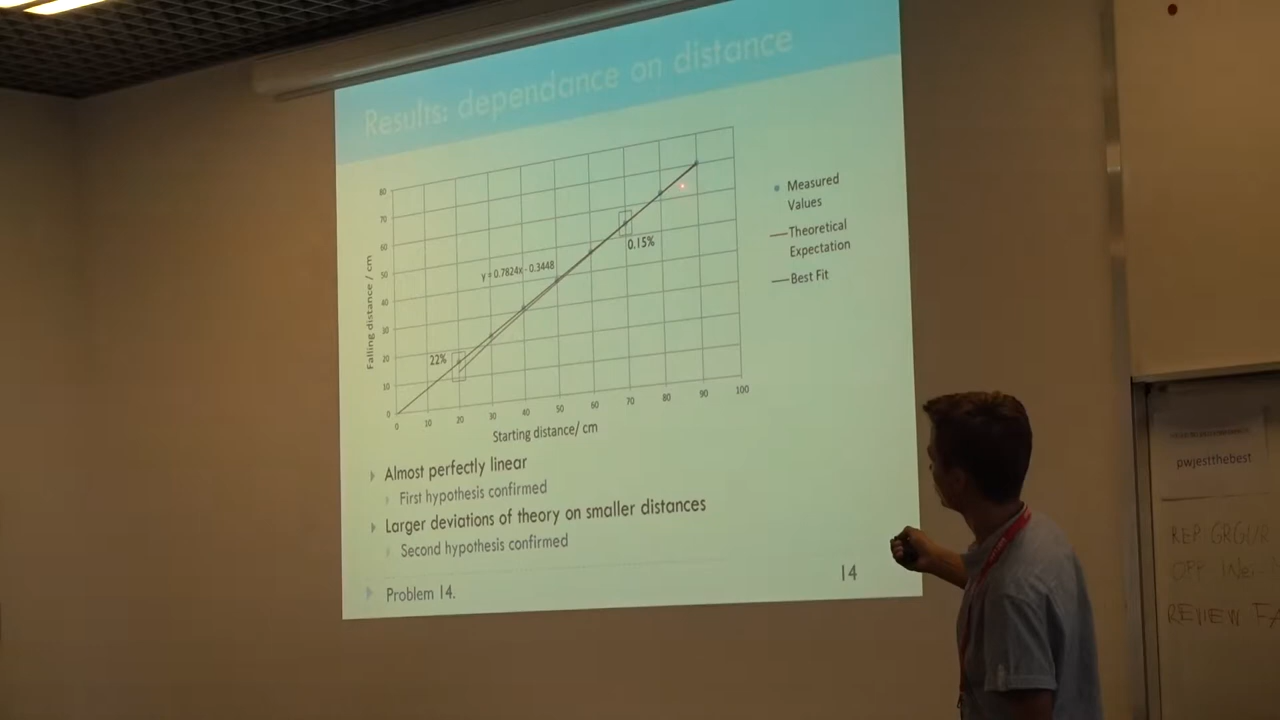 Results: dependance on distance
80
70
60
50
40
30
20
10
0
Falling distance / cm
y = 0.7824x - 0.3448
0.15%
22%
0 10 20 30 40 50 60 70 80 90 100
Starting distance/ cm
Measured
Values
Theoretical
Expectation
Best Fit
Almost perfectly linear
First hypothesis confirmed
Larger deviations of theory on smaller distances
Second hypothesis confirmed
Problem 14.
14
pwjestthebest
REP
OPP
REVIEW